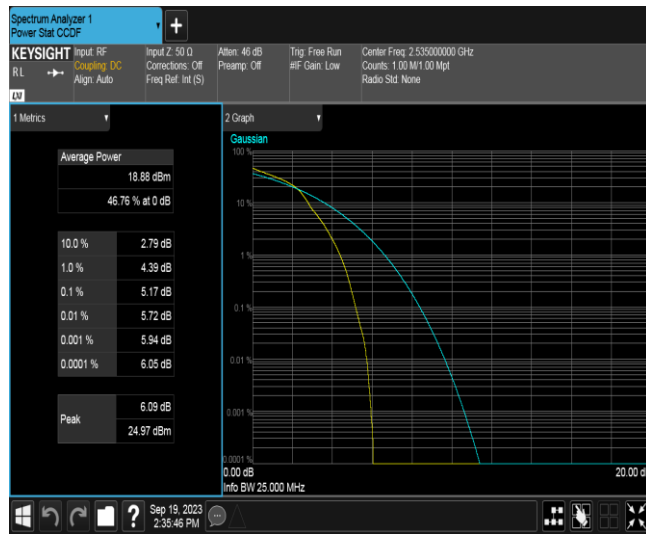 Spectrum Analyzer 1
Power Stat CCDF
+
KEYSIGHT
RL
LXI
Input: RF
Coupling: DC
Align: Auto
Input Z: 50 Ω
Corrections: Off
Freq Ref: Int (S)
Atten: 46 dB
Preamp: Off
Trig: Free Run
#IF Gain: Low
Center Freq: 2.535000000 GHz
Counts: 1.00 M/1.00 Mpt
Radio Std: None
1 Metrics
Average Power
18.88 dBm
46.76 % at 0 dB
10.0 % 2.79 dB
1.0 % 4.39 dB
0.1 % 5.17 dB
0.01 % 5.72 dB
0.001 % 5.94 dB
0.0001 % 6.05 dB
Peak
6.09 dB
24.97 dBm
2 Graph
Gaussian
100 %
10 %
1 %
0.1 %
0.01 %
0.001 %
0.0001 %
0.00 dB 20.00 d
Info BW 25.000 MHz
?
Sep 19, 2023
2:35:46 PM